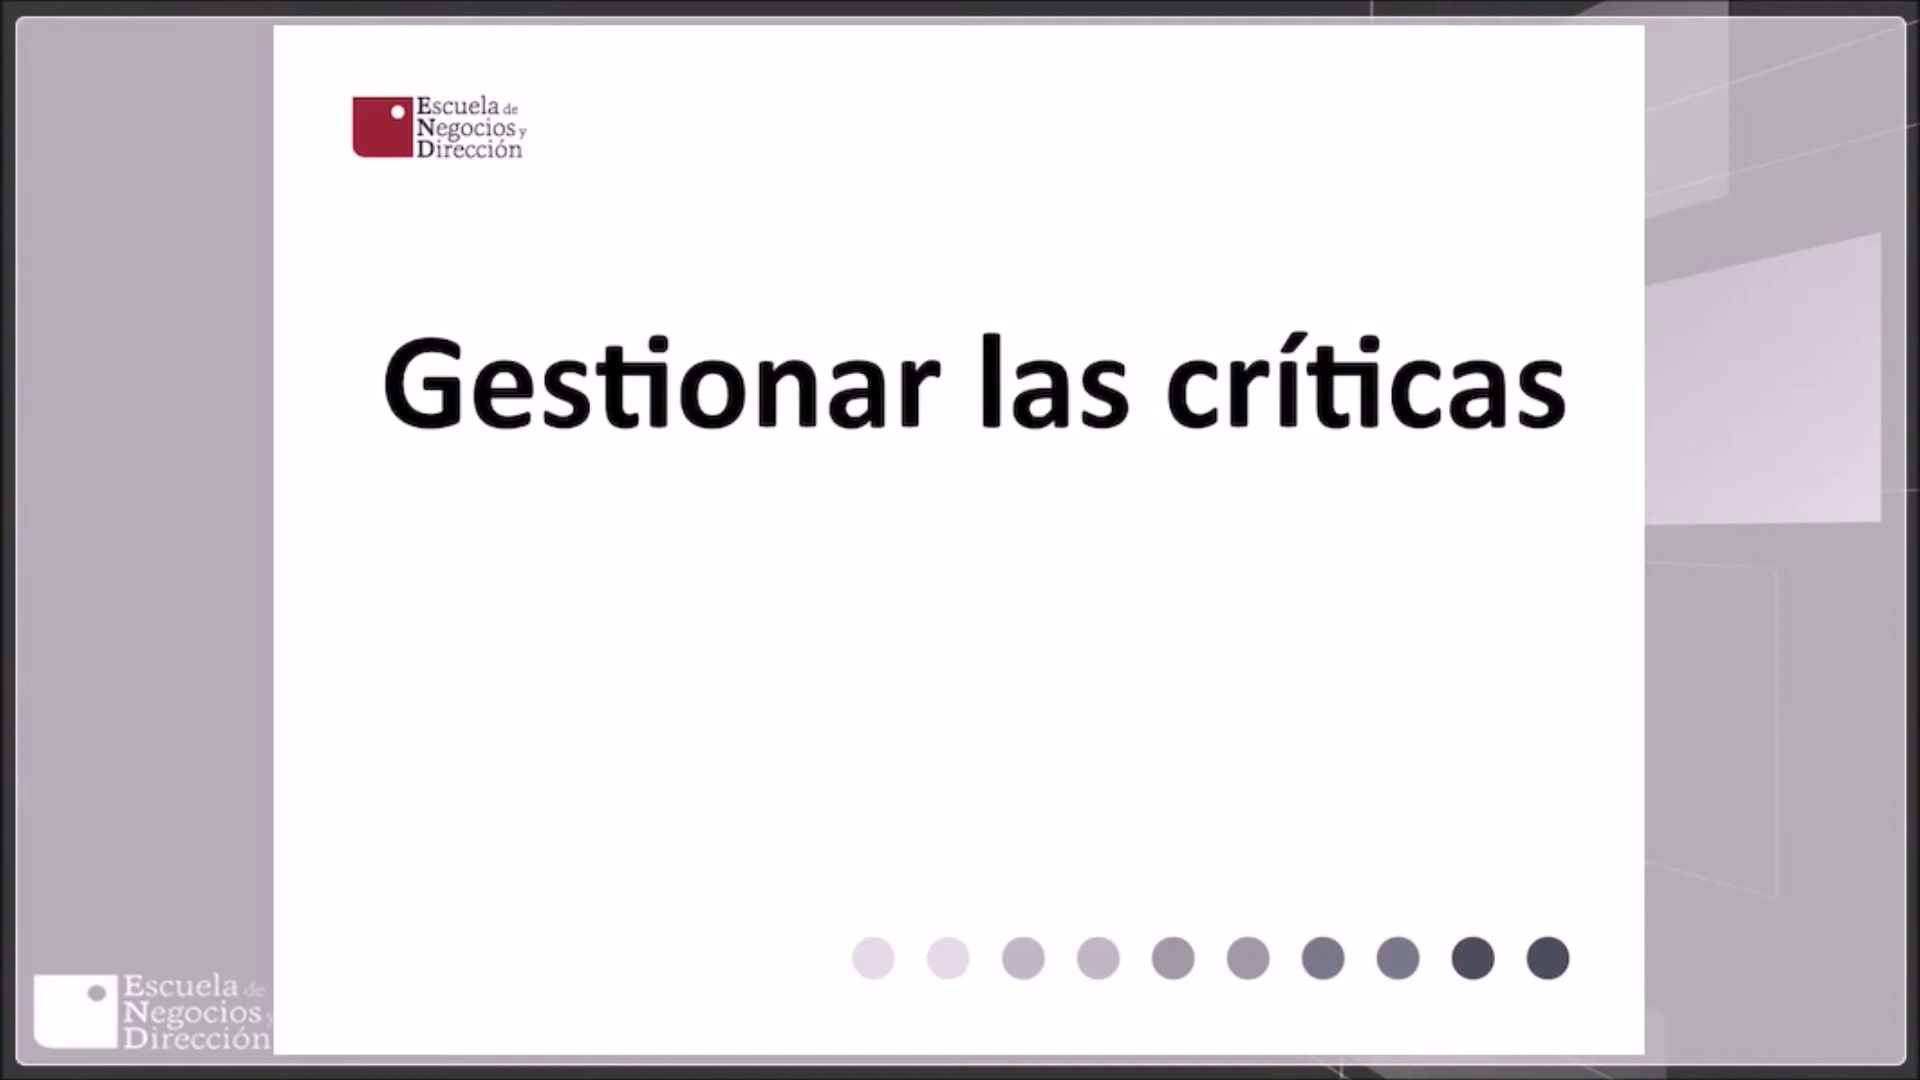 Escuela de
Negocios y
Dirección
Gestionar las críticas
Escuela de
Negocios y
Dirección